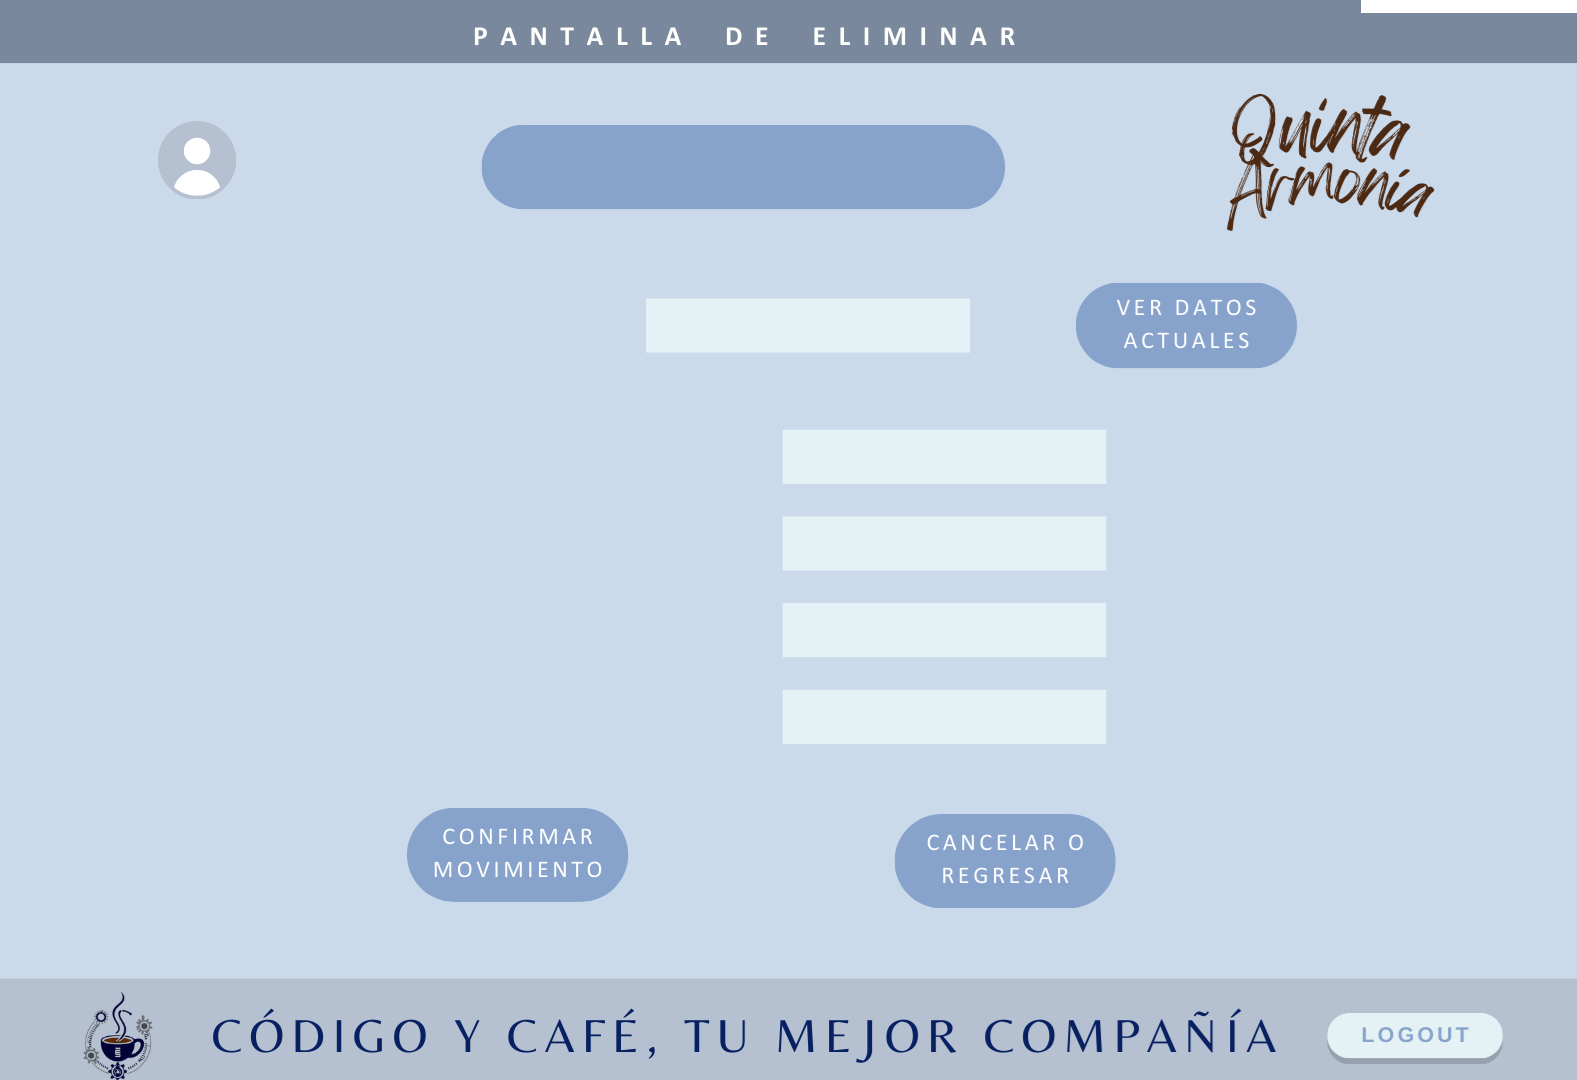 PANTALLA DE ELIMINAR
Quinta
Armonía
VER DATOS
ACTUALES
CONFIRMAR
MOVIMIENTO
CANCELAR O
REGRESAR
CÓDIGO Y CAFÉ, TU MEJOR COMPAÑÍA
LOGOUT